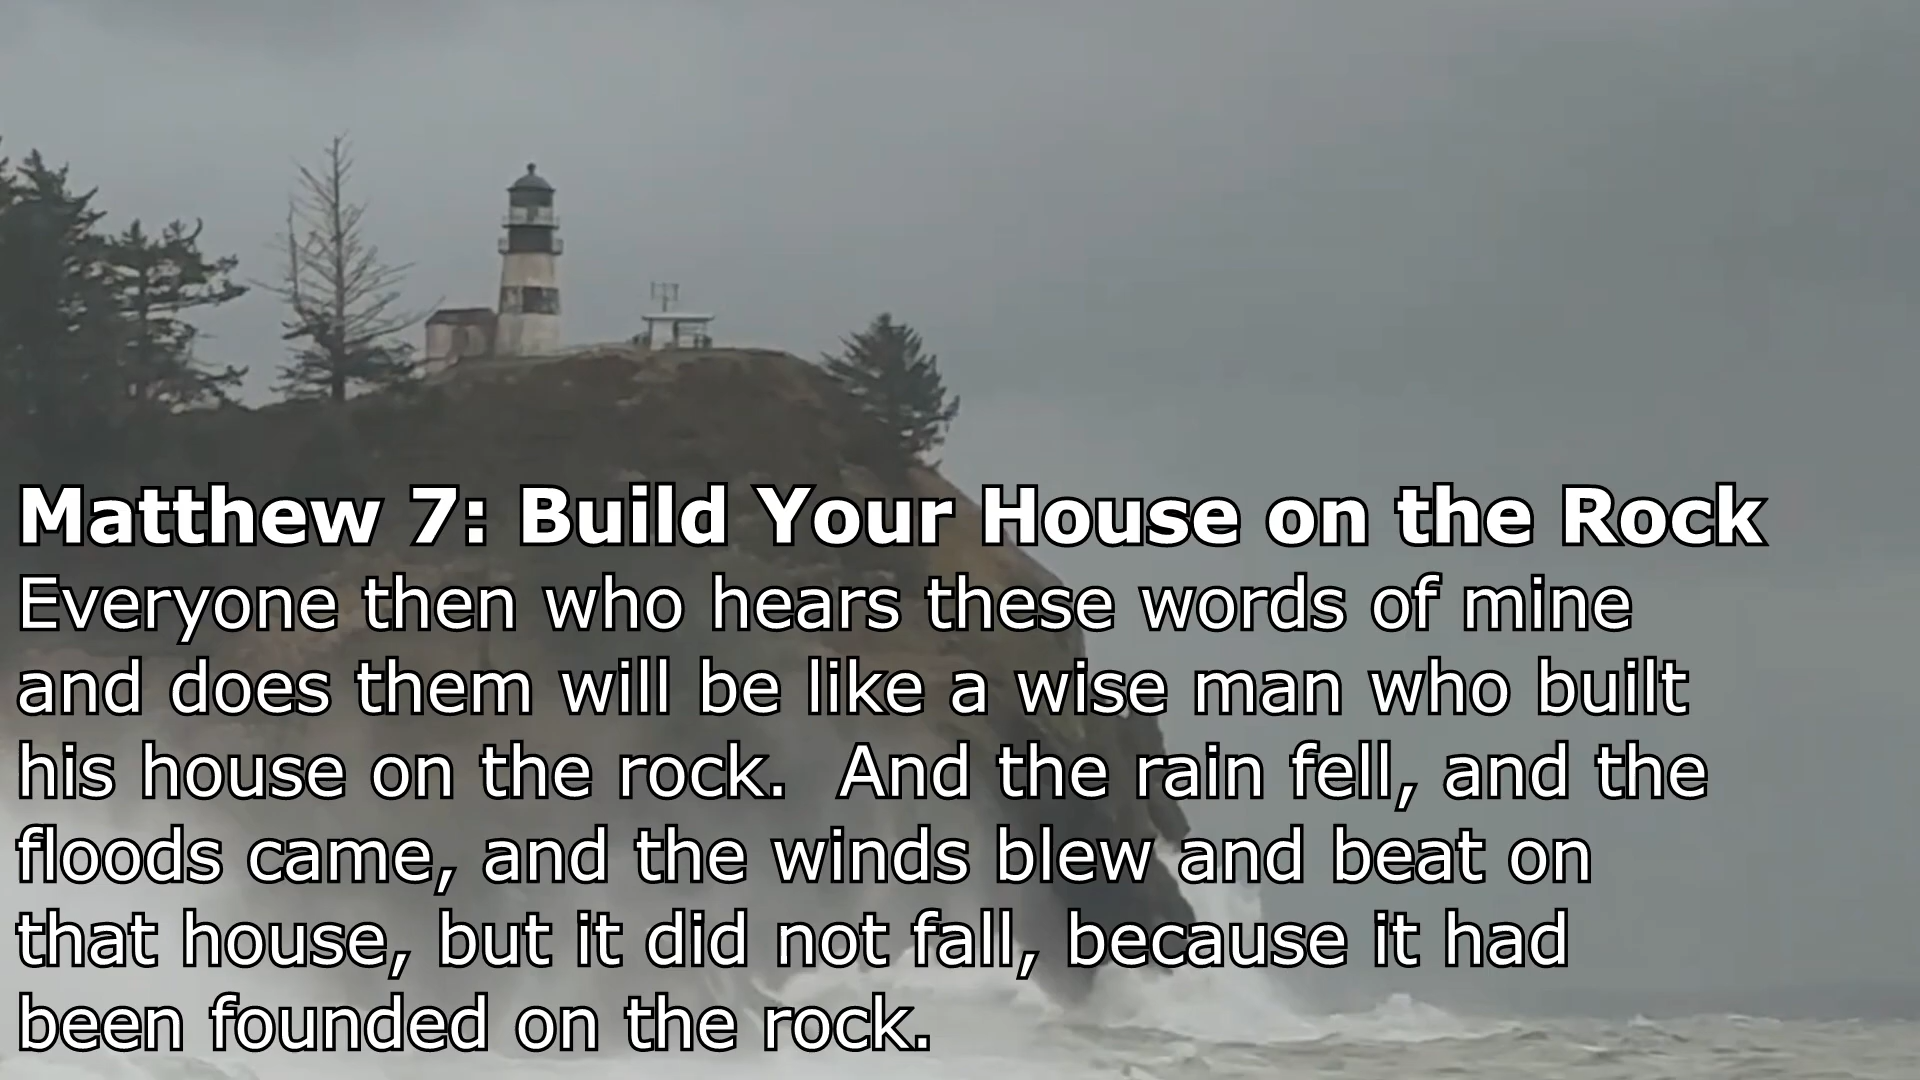 Matthew 7: Build Your House on the Rock
Everyone then who hears these words of mine
and does them will be like a wise man who built
his house on the rock.  And the rain fell, and the
floods came, and the winds blew and beat on
that house, but it did not fall, because it had
been founded on the rock.